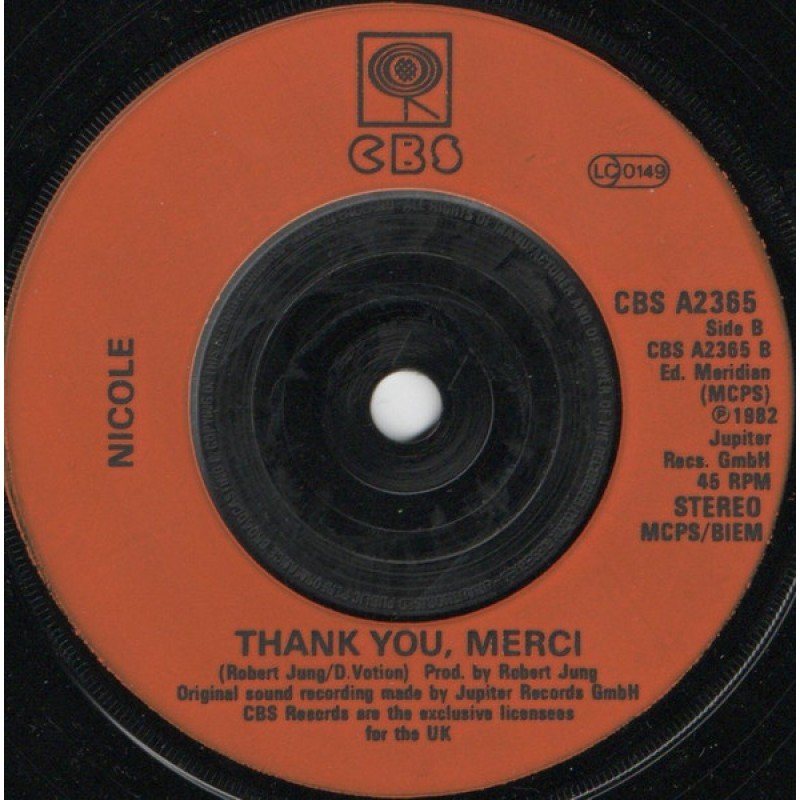 CBS
LC 0149
NICOLE
CBS A2365
Side B
CBS A2365 B
Ed. Meridian
(MCPS)
℗1982
Jupiter
Recs. GmbH
45 RPM
STEREO
MCPS/BIEM
THANK YOU, MERCI
(Robert Jung/D.Votion) Prod. by Robert Jung
Original sound recording made by Jupiter Records GmbH
CBS Records are the exclusive licensees
for the UK